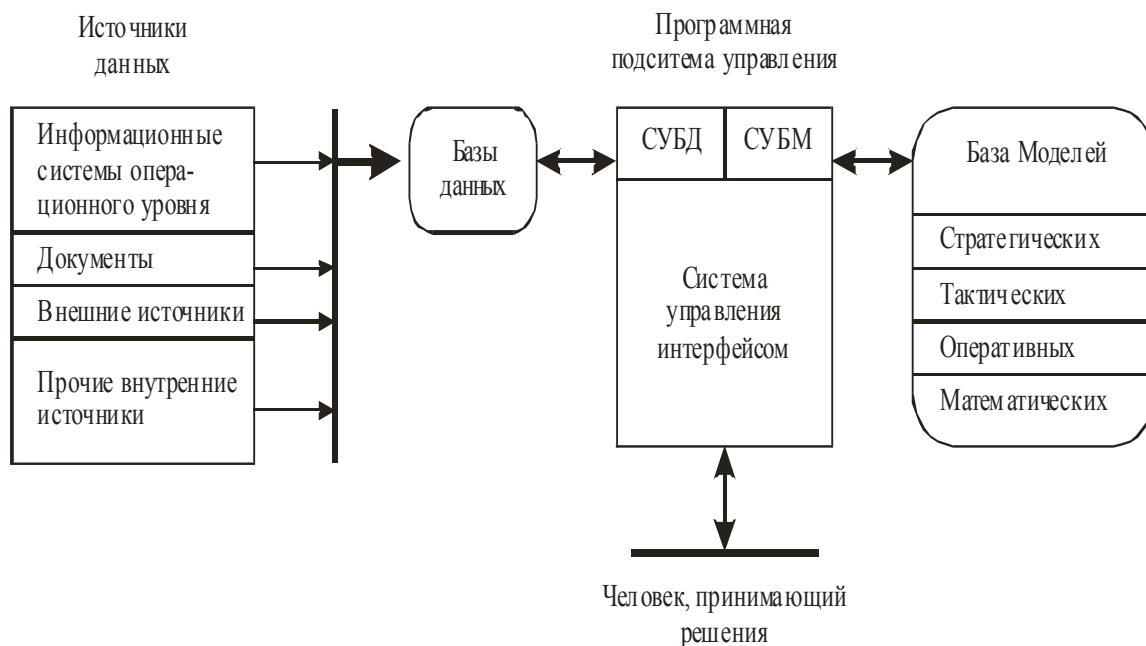 Источники
данных
Программная
подситема управления
Информационные
системы опера-
ционного уровня
Документы
Внешние источники
Прочие внутренние
источники
Базы
данных
СУБД
СУБМ
Система
управления
интерфейсом
База Моделей
Стратегических
Тактических
Оперативных
Математических
Человек, принимающий
решения